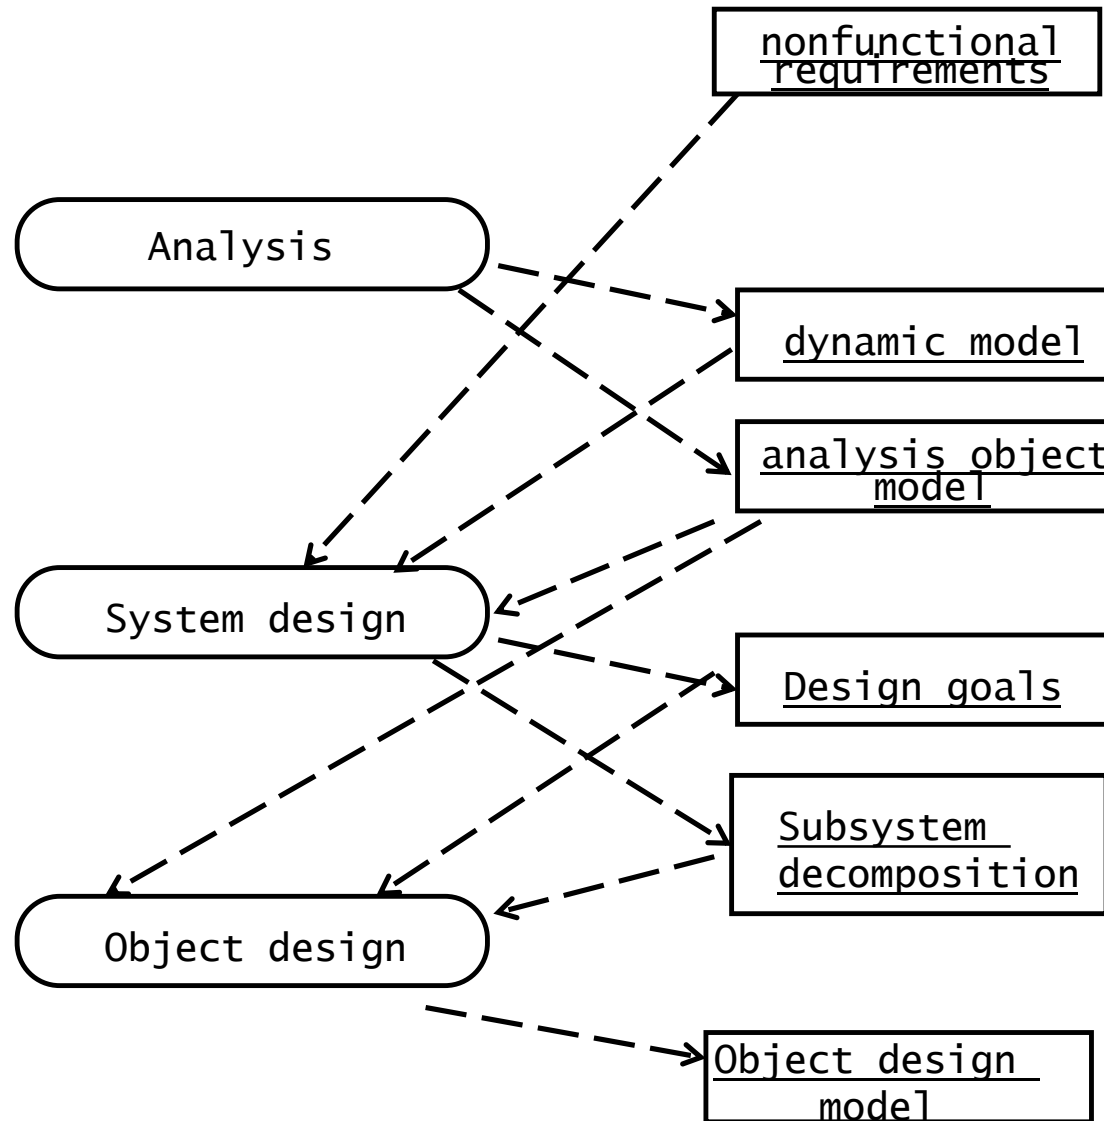 nonfunctional
requirements
Analysis
dynamic model
analysis object
model
System design
Design goals
Subsystem
decomposition
Object design
Object design
model